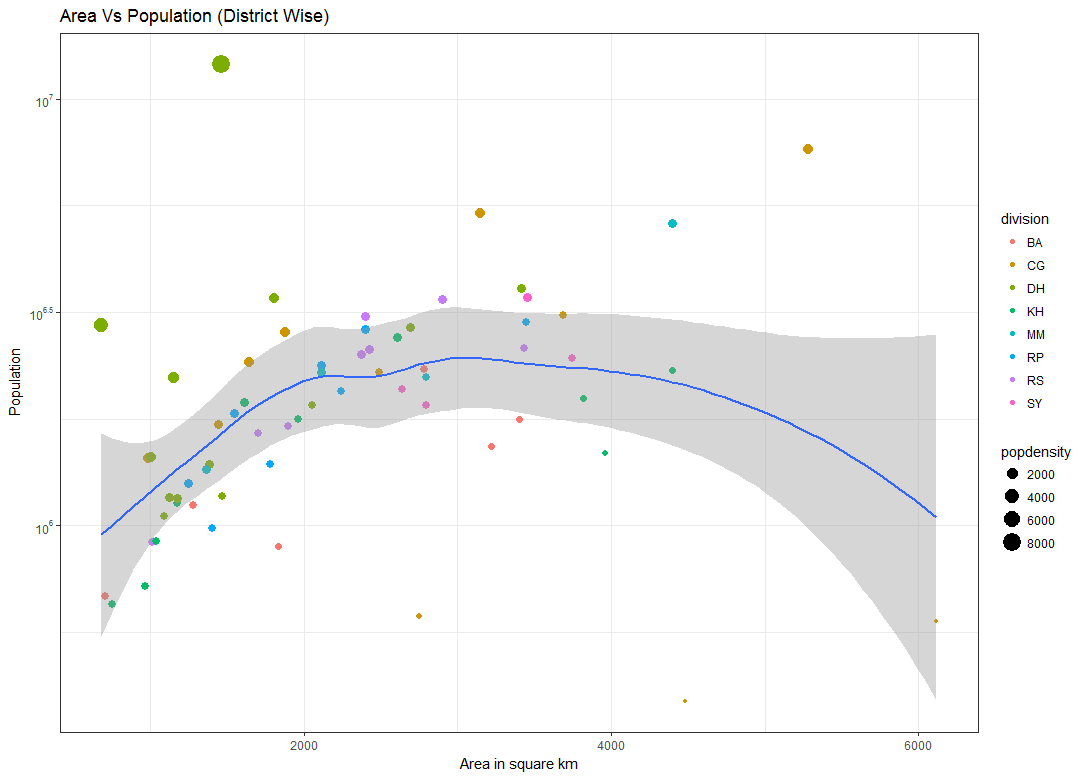 Area Vs Population (District Wise)
10^7
10^6.5
10^6
Population
2000
4000
6000
Area in square km
division
BA
CG
DH
KH
MM
RP
RS
SY
popdensity
2000
4000
6000
8000